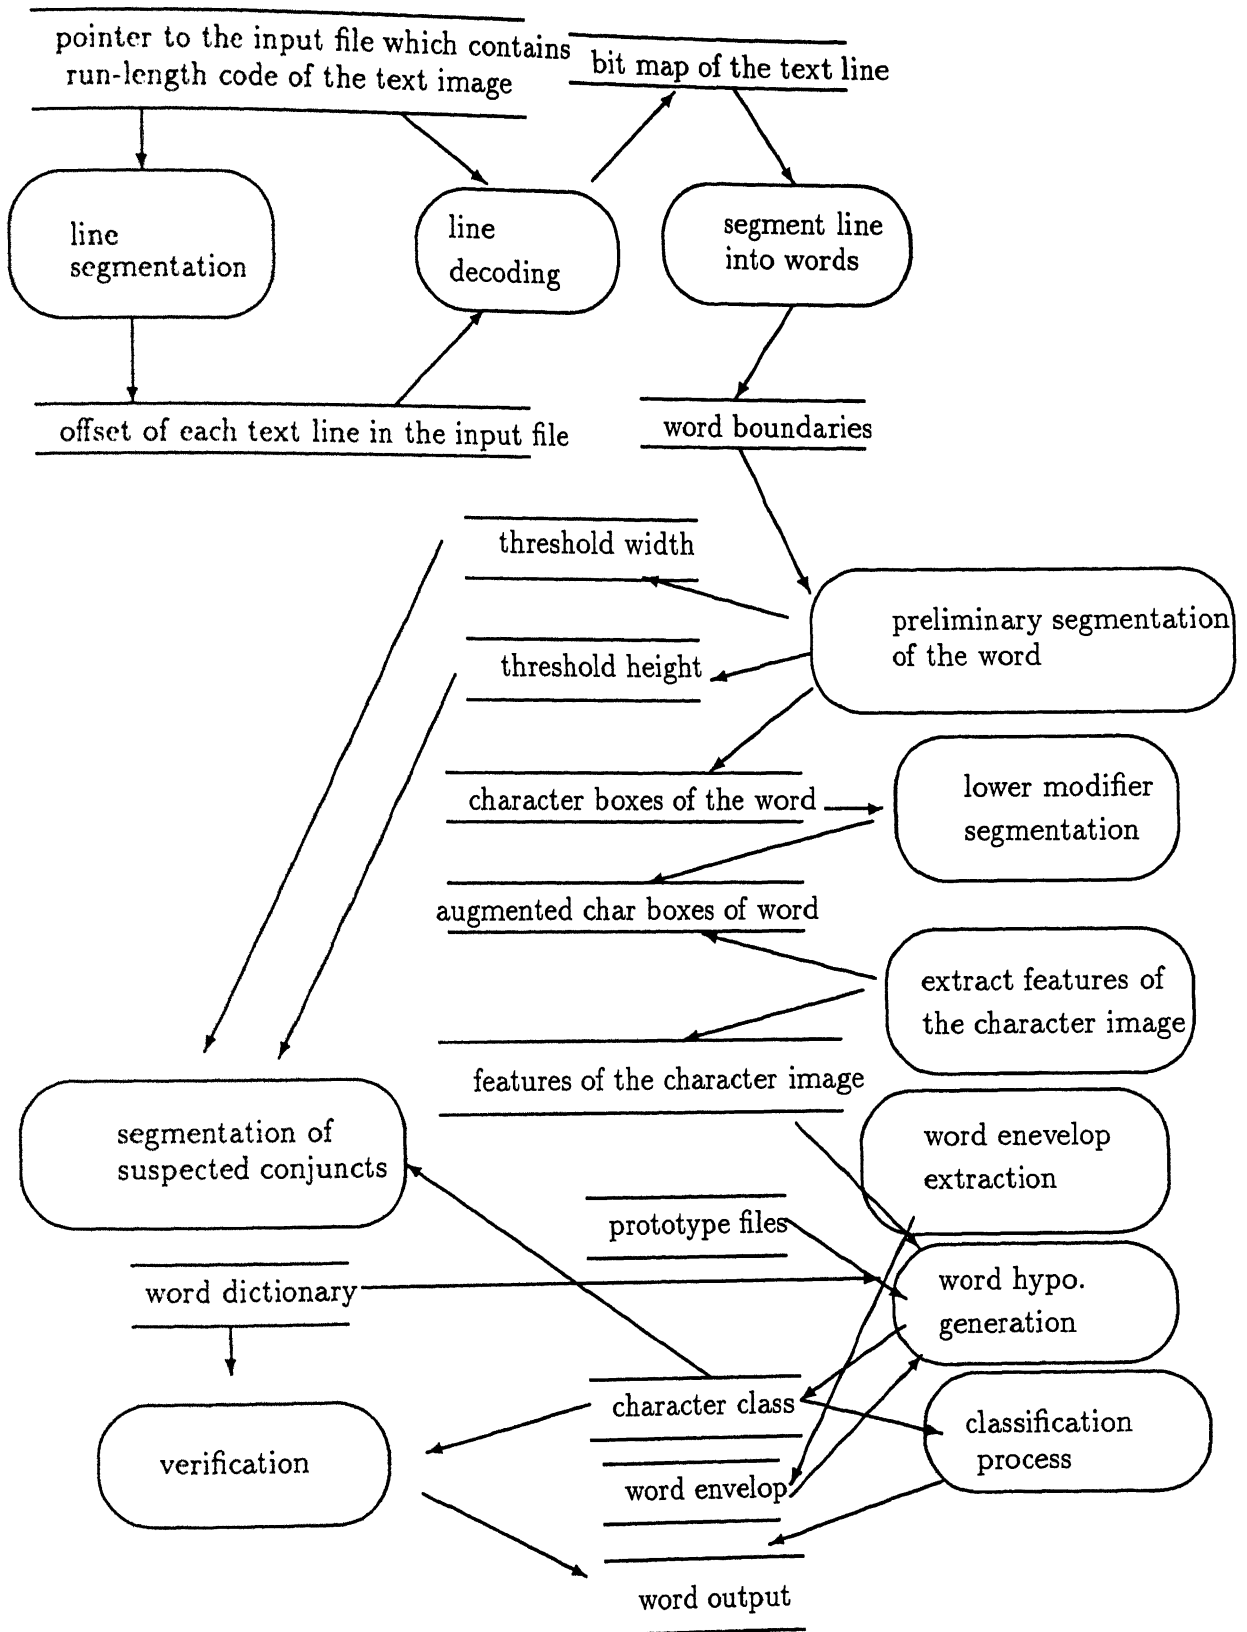 pointer to the input file which contains
run-length code of the text image
bit map of the text line
line
segmentation
line
decoding
segment line
into words
offset of each text line in the input file
word boundaries
threshold width
preliminary segmentation
of the word
threshold height
character boxes of the word
lower modifier
segmentation
augmented char boxes of word
extract features of
the character image
features of the character image
segmentation of
suspected conjuncts
word enevelop
extraction
prototype files
word dictionary
word hypo.
generation
character class
classification
process
verification
word envelop
word output